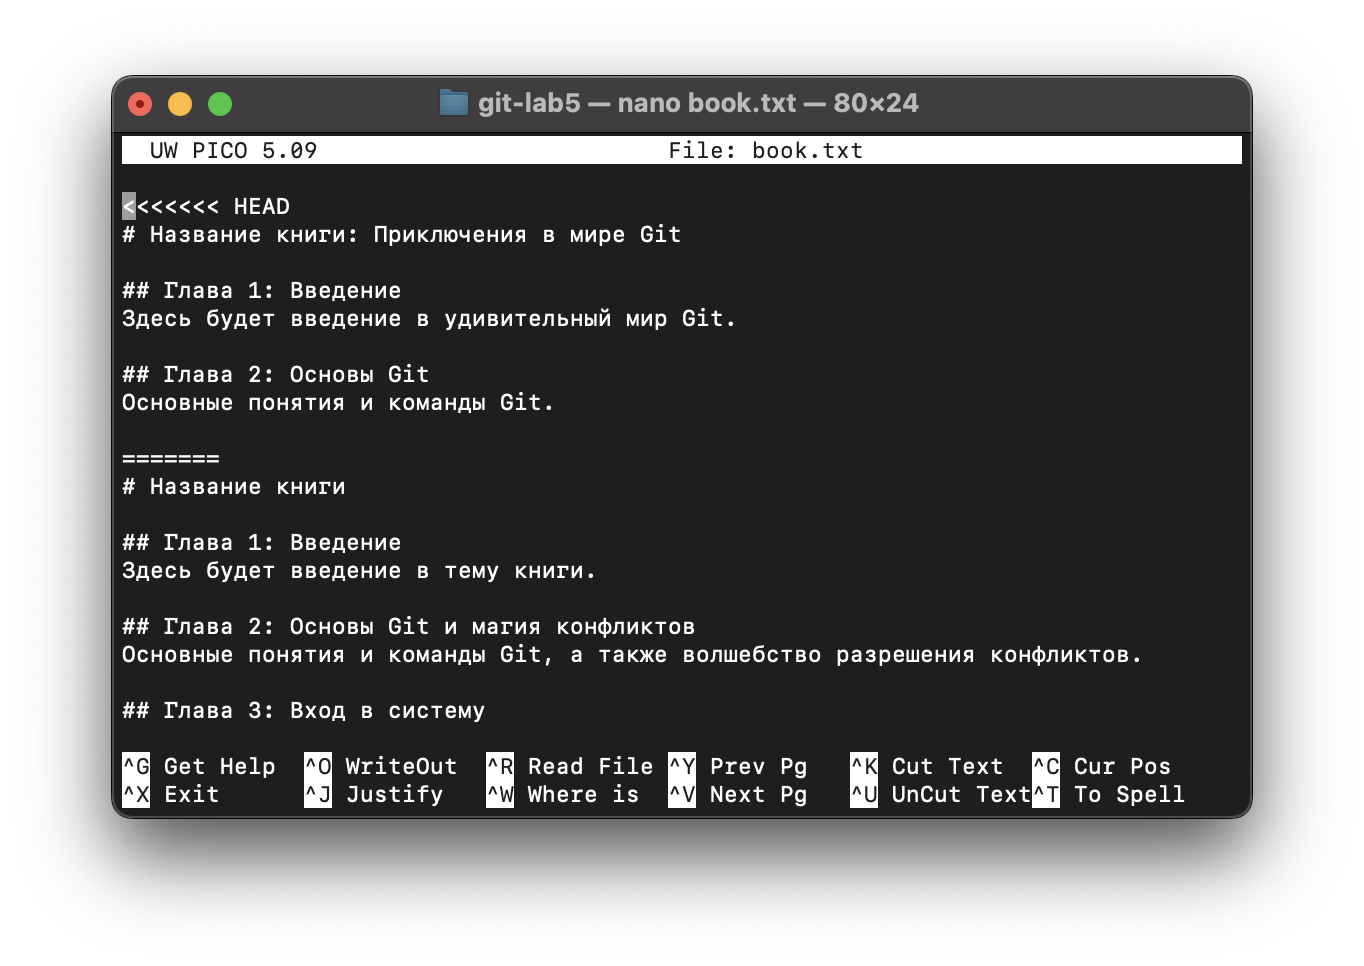 git-lab5 — nano book.txt — 80×24
UW PICO 5.09 File: book.txt
<<<<<<< HEAD
# Название книги: Приключения в мире Git
## Глава 1: Введение
Здесь будет введение в удивительный мир Git.
## Глава 2: Основы Git
Основные понятия и команды Git.
=======
# Название книги
## Глава 1: Введение
Здесь будет введение в тему книги.
## Глава 2: Основы Git и магия конфликтов
Основные понятия и команды Git, а также волшебство разрешения конфликтов.
## Глава 3: Вход в систему
^G Get Help ^O WriteOut ^R Read File ^Y Prev Pg ^K Cut Text ^C Cur Pos
^X Exit ^J Justify ^W Where is ^V Next Pg ^U UnCut Text ^T To Spell